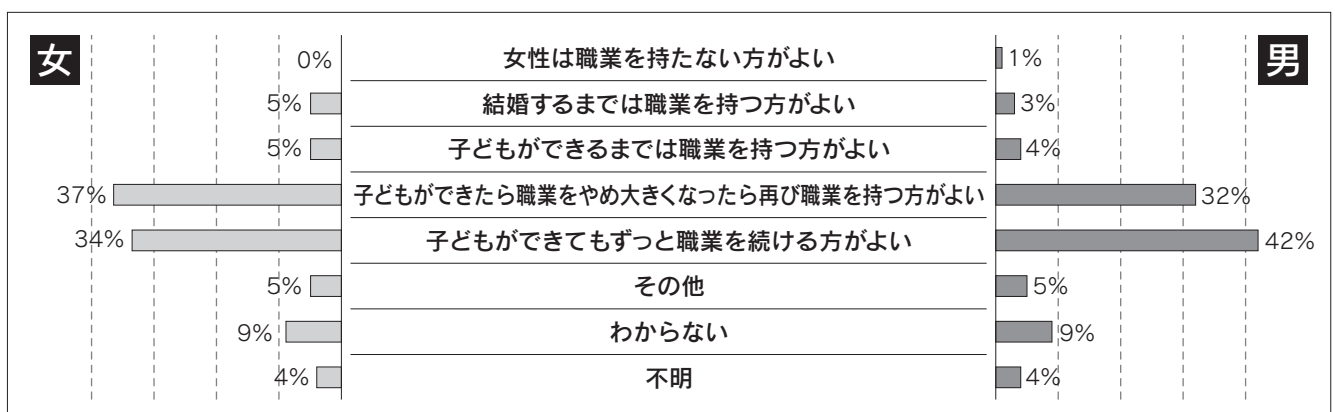 女
男
0% 女性は職業を持たない方がよい 1%
5% 結婚するまでは職業を持つ方がよい 3%
5% 子どもができるまでは職業を持つ方がよい 4%
37% 子どもができたら職業をやめ大きくなったら再び職業を持つ方がよい 32%
34% 子どもができてもずっと職業を続ける方がよい 42%
5% その他 5%
9% わからない 9%
4% 不明 4%